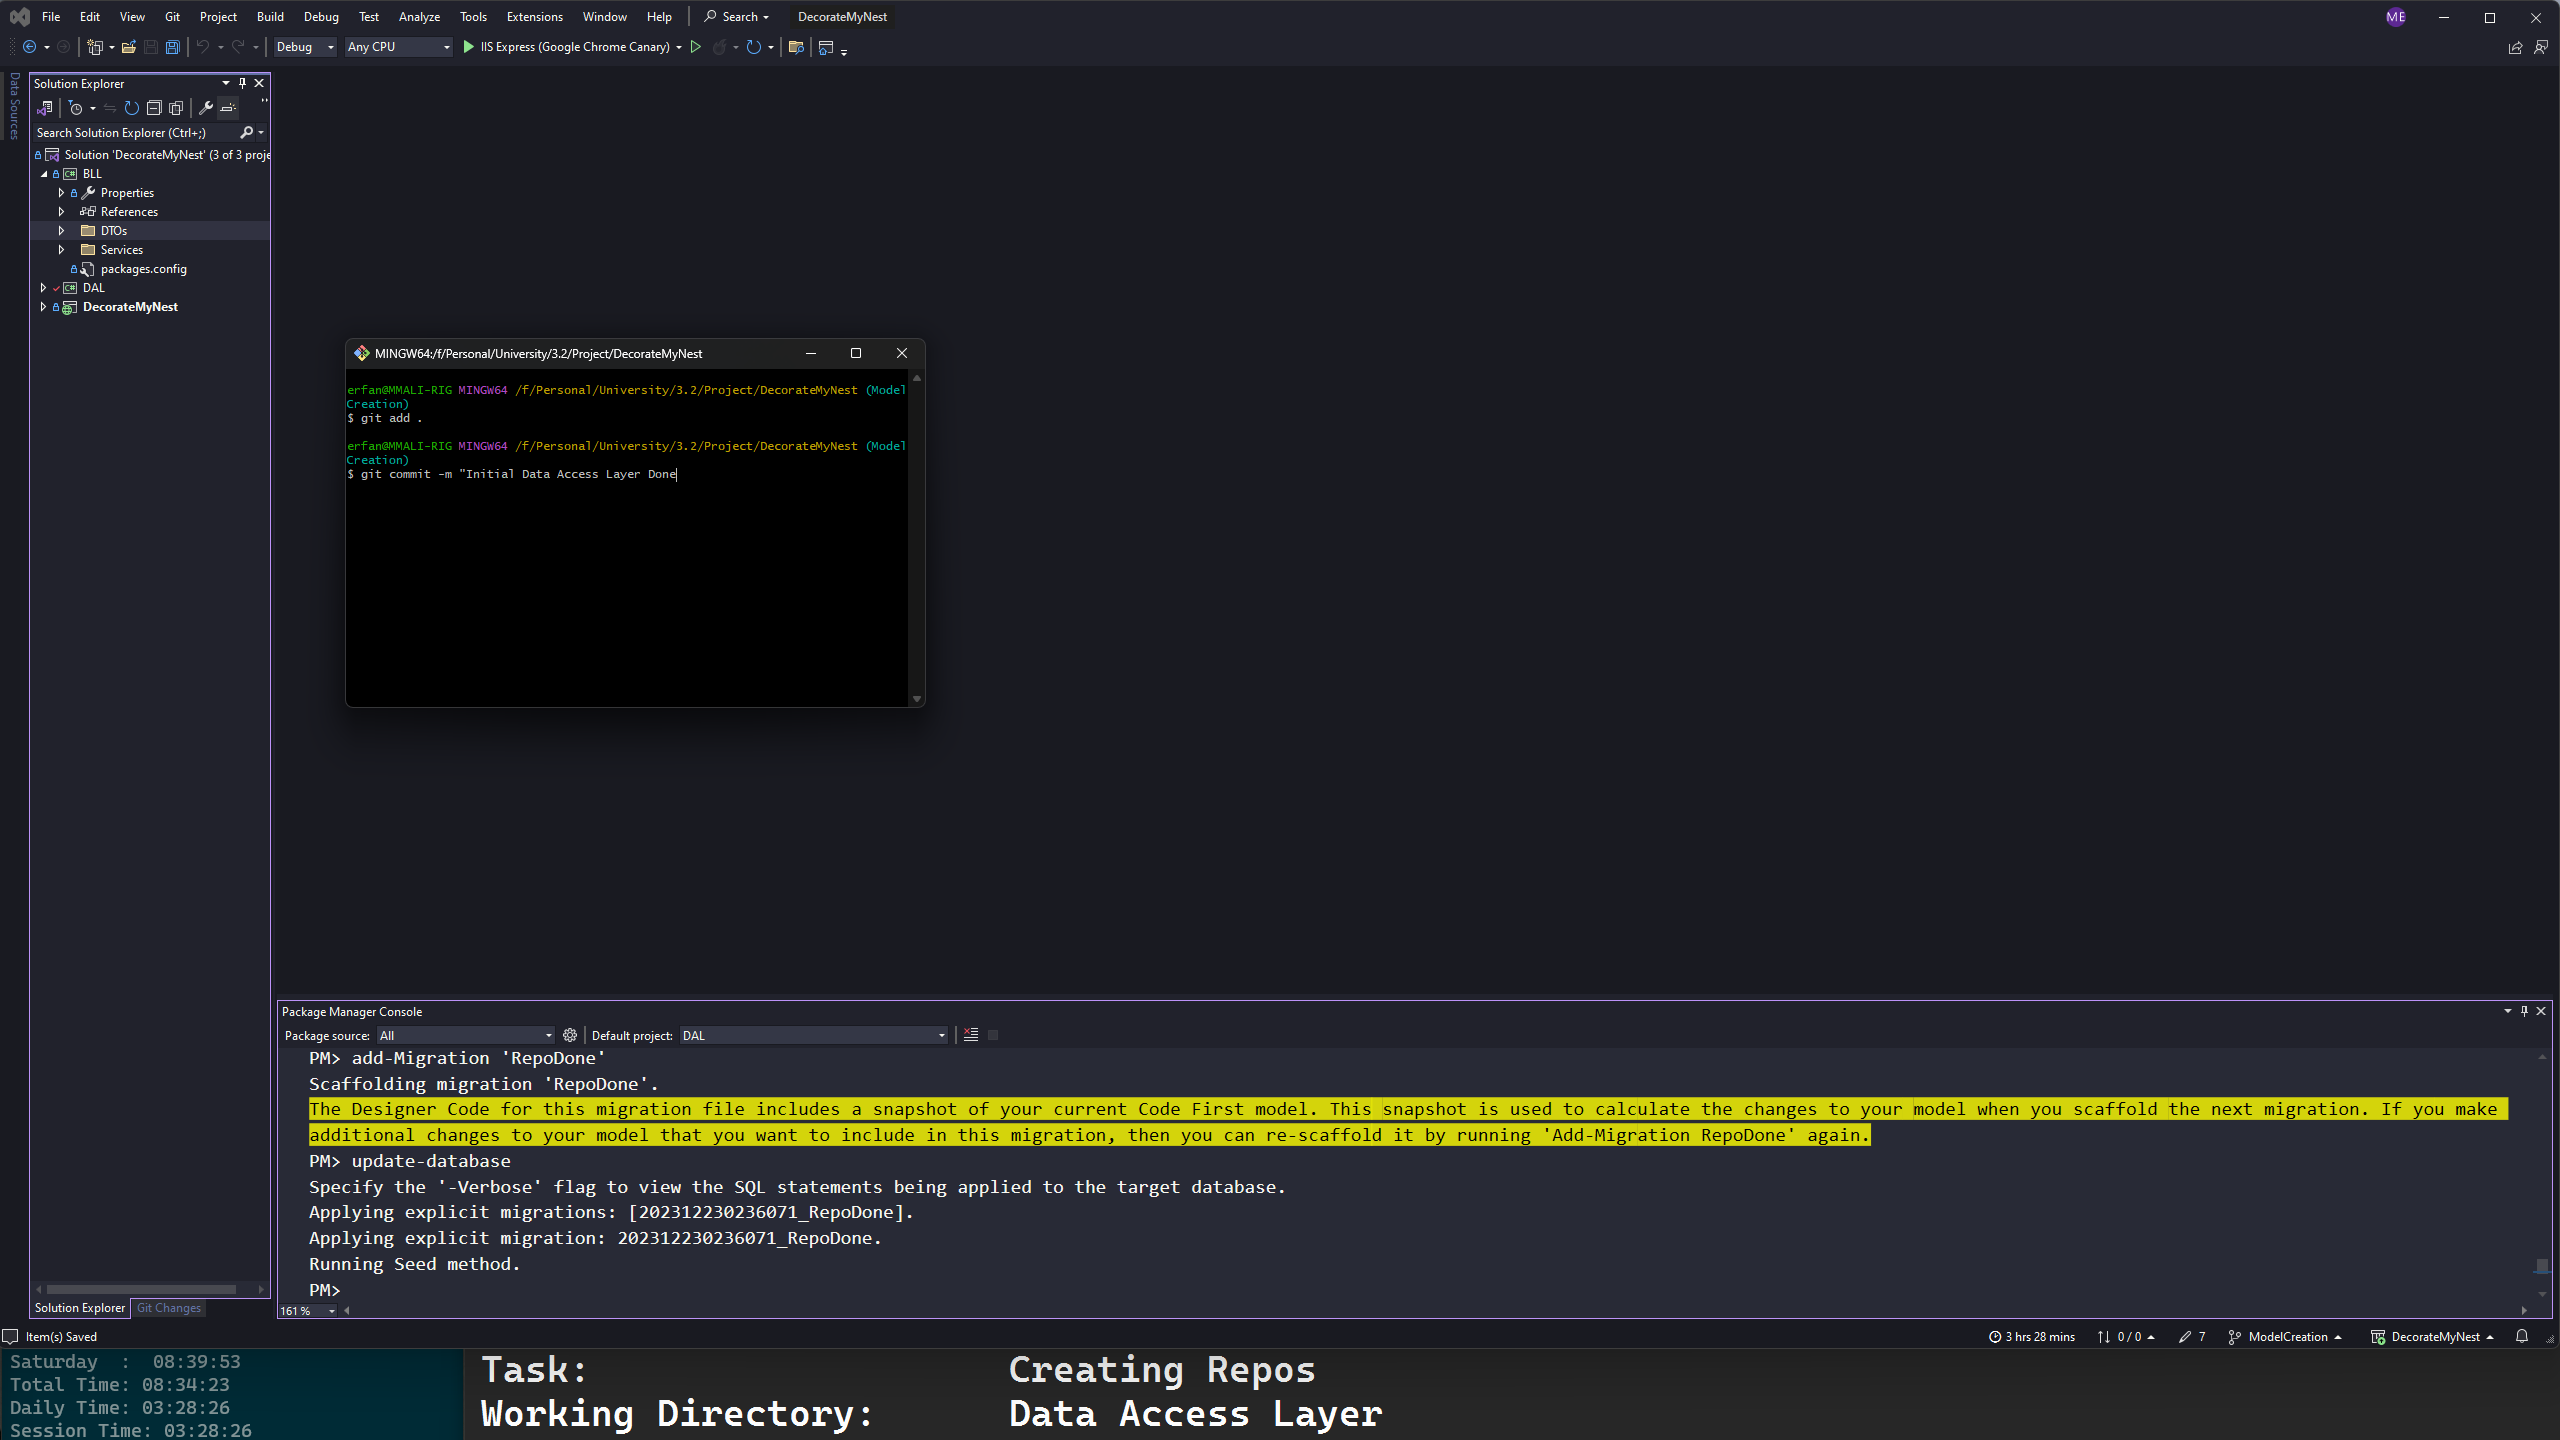 File Edit View Git Project Build Debug Test Analyze Tools Extensions Window Help Search DecorateMyNest ME
Debug Any CPU IIS Express (Google Chrome Canary)
Data Sources
Solution Explorer
Search Solution Explorer (Ctrl+;)
Solution 'DecorateMyNest' (3 of 3 proje
BLL
Properties
References
DTOs
Services
packages.config
DAL
DecorateMyNest
MINGW64:/f/Personal/University/3.2/Project/DecorateMyNest
erfan@MMALI-RIG MINGW64 /f/Personal/University/3.2/Project/DecorateMyNest (Model
Creation)
$ git add .
erfan@MMALI-RIG MINGW64 /f/Personal/University/3.2/Project/DecorateMyNest (Model
Creation)
$ git commit -m "Initial Data Access Layer Done
Package Manager Console
Package source: All Default project: DAL
PM> add-Migration 'RepoDone'
Scaffolding migration 'RepoDone'.
The Designer Code for this migration file includes a snapshot of your current Code First model. This snapshot is used to calculate the changes to your model when you scaffold the next migration. If you make
additional changes to your model that you want to include in this migration, then you can re-scaffold it by running 'Add-Migration RepoDone' again.
PM> update-database
Specify the '-Verbose' flag to view the SQL statements being applied to the target database.
Applying explicit migrations: [202312230236071_RepoDone].
Applying explicit migration: 202312230236071_RepoDone.
Running Seed method.
PM>
161 %
Solution Explorer Git Changes
Item(s) Saved 3 hrs 28 mins 0 / 0 7 ModelCreation DecorateMyNest
Saturday : 08:39:53
Total Time: 08:34:23
Daily Time: 03:28:26
Session Time: 03:28:26
Task: Creating Repos
Working Directory: Data Access Layer